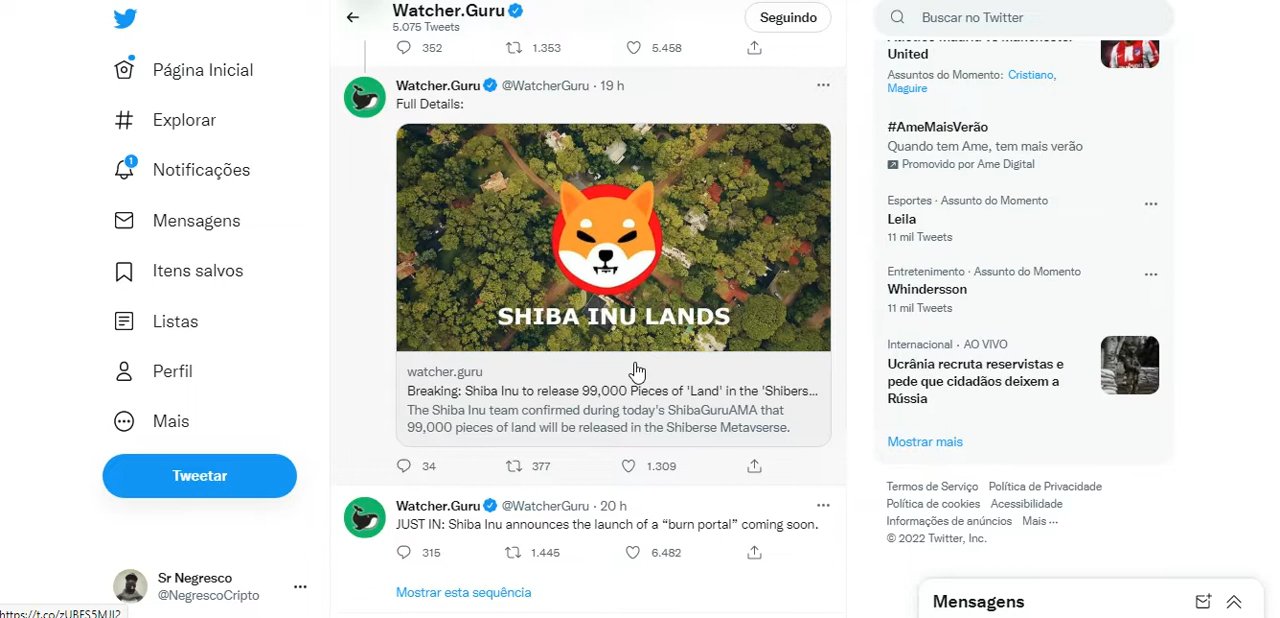 Página Inicial
Explorar
1
Notificações
Mensagens
Itens salvos
Listas
Perfil
Mais
Tweetar
Sr Negresco
@NegrescoCripto
Watcher.Guru
5.075 Tweets
Seguindo
352 1.353 5.458
Watcher.Guru @WatcherGuru · 19 h
Full Details:
SHIBA INU LANDS
watcher.guru
Breaking: Shiba Inu to release 99,000 Pieces of 'Land' in the 'Shibers...
The Shiba Inu team confirmed during today's ShibaGuruAMA that
99,000 pieces of land will be released in the Shiberse Metavserse.
34 377 1.309
Watcher.Guru @WatcherGuru · 20 h
JUST IN: Shiba Inu announces the launch of a “burn portal” coming soon.
315 1.445 6.482
Mostrar esta sequência
Buscar no Twitter
United
Assuntos do Momento: Cristiano,
Maguire
#AmeMaisVerão
Quando tem Ame, tem mais verão
Promovido por Ame Digital
Esportes · Assunto do Momento
Leila
11 mil Tweets
Entretenimento · Assunto do Momento
Whindersson
11 mil Tweets
Internacional · AO VIVO
Ucrânia recruta reservistas e
pede que cidadãos deixem a
Rússia
Mostrar mais
Termos de Serviço Política de Privacidade
Política de cookies Acessibilidade
Informações de anúncios Mais ···
© 2022 Twitter, Inc.
Mensagens